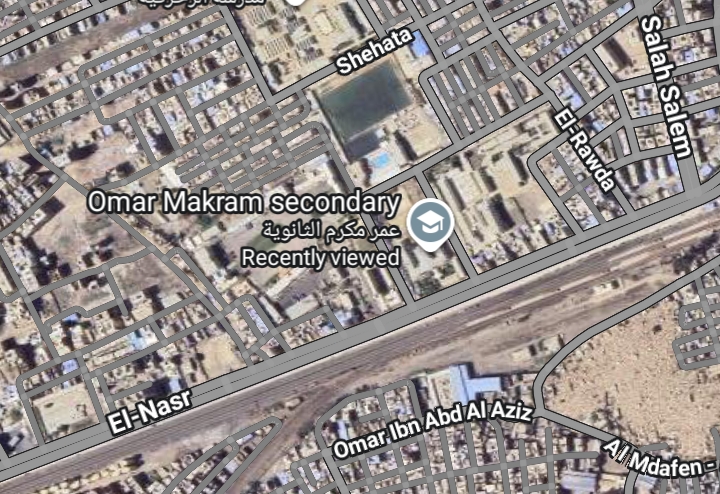 Shehata
Salah Salem
El-Rawda
Omar Makram secondary
عمر مكرم الثانوية
Recently viewed
El-Nasr
Omar Ibn Abd Al Aziz
Al Mdafen -